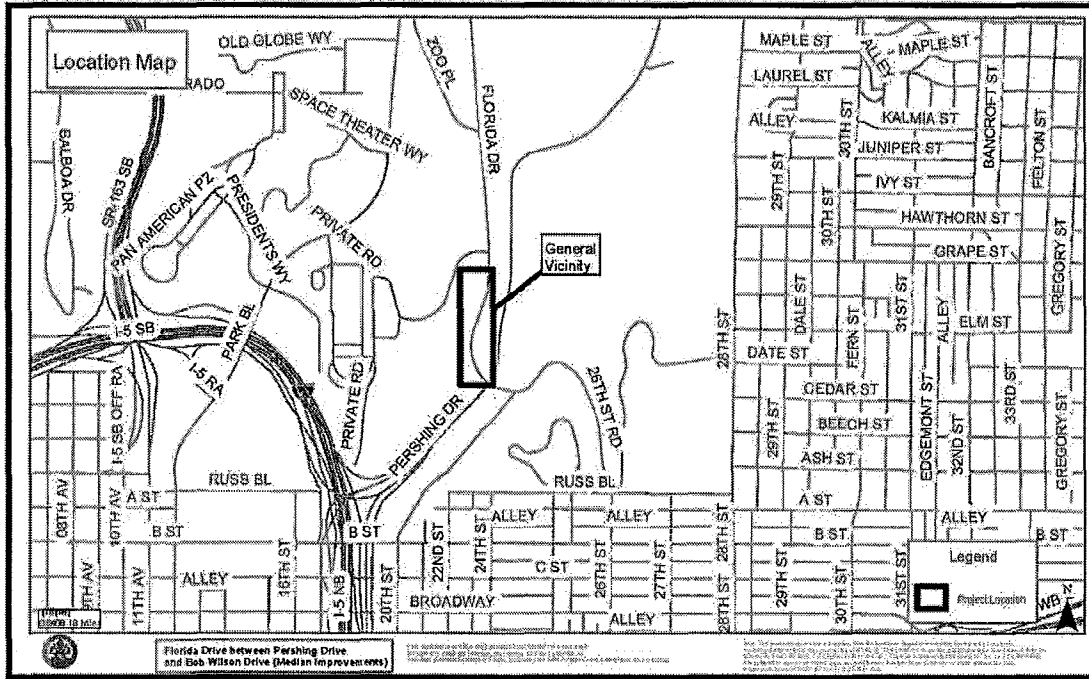 Location Map
OLD GLOBE WY
RADO
SPACE THEATER WY
ZOO PL
FLORIDA DR
BALBOA DR
SR-163 SB
PAN AMERICAN PZ
PRESIDENTS WY
PRIVATE RD
General
Vicinity
MAPLE ST
ALLEY
MAPLE ST
LAUREL ST
ALLEY
KALMIA ST
30TH ST
JUNIPER ST
BANCROFT ST
FELTON ST
29TH ST
IVY ST
30TH ST
HAWTHORN ST
GRAPE ST
GREGORY ST
I-5 SB
PARK BL
I-5 RA
I-5 SB OFF RA
PRIVATE RD
PERSHING DR
26TH ST RD
28TH ST
DALE ST
FERN ST
31ST ST
ALLEY
ELM ST
DATE ST
CEDAR ST
BEECH ST
29TH ST
EDGEMONT ST
32ND ST
33RD ST
GREGORY ST
ASH ST
RUSS BL
RUSS BL
A ST
A ST
B ST
B ST
ALLEY
ALLEY
B ST
ALLEY
B ST
10TH AV
11TH AV
ALLEY
16TH ST
I-5 NB
20TH ST
22ND ST
24TH ST
C ST
26TH ST
27TH ST
28TH ST
28TH ST
29TH ST
30TH ST
31ST ST
BROADWAY
ALLEY
Legend
Project Location
WB
N
Florida Drive between Pershing Drive
and Bob Wilson Drive (Median Improvements)